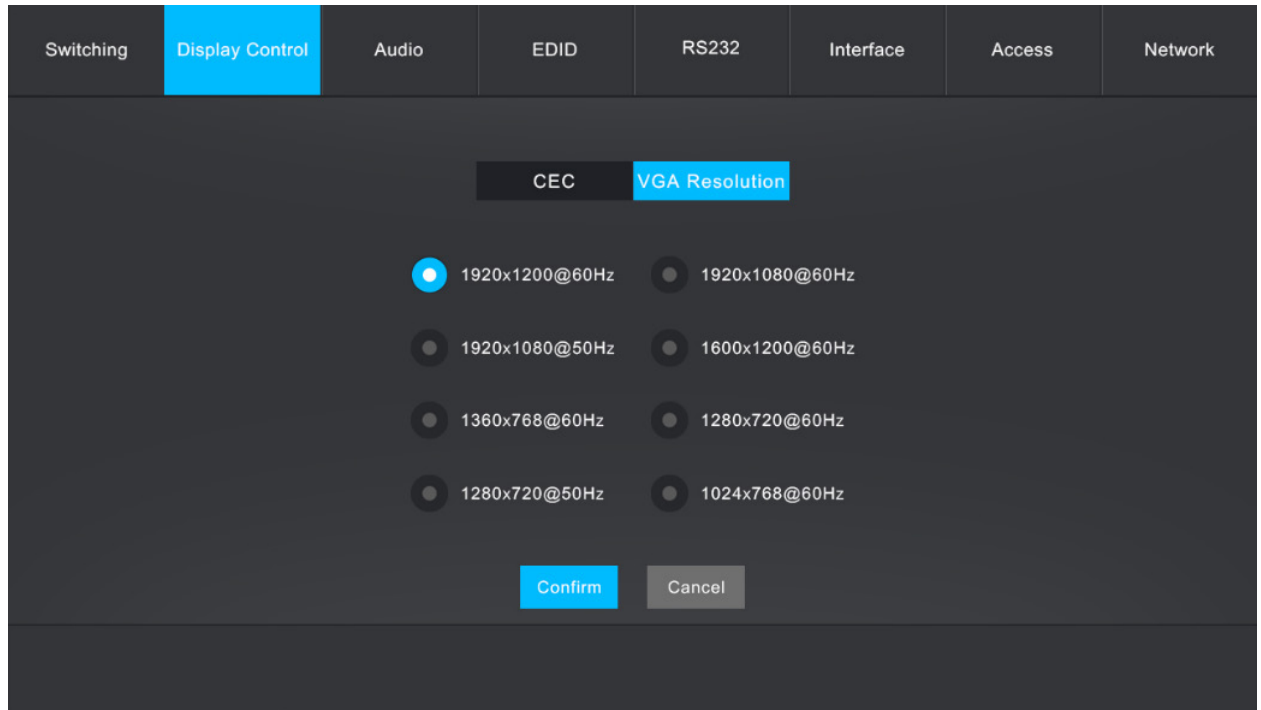 Switching Display Control Audio EDID RS232 Interface Access Network
CEC VGA Resolution
1920x1200@60Hz 1920x1080@60Hz
1920x1080@50Hz 1600x1200@60Hz
1360x768@60Hz 1280x720@60Hz
1280x720@50Hz 1024x768@60Hz
Confirm Cancel